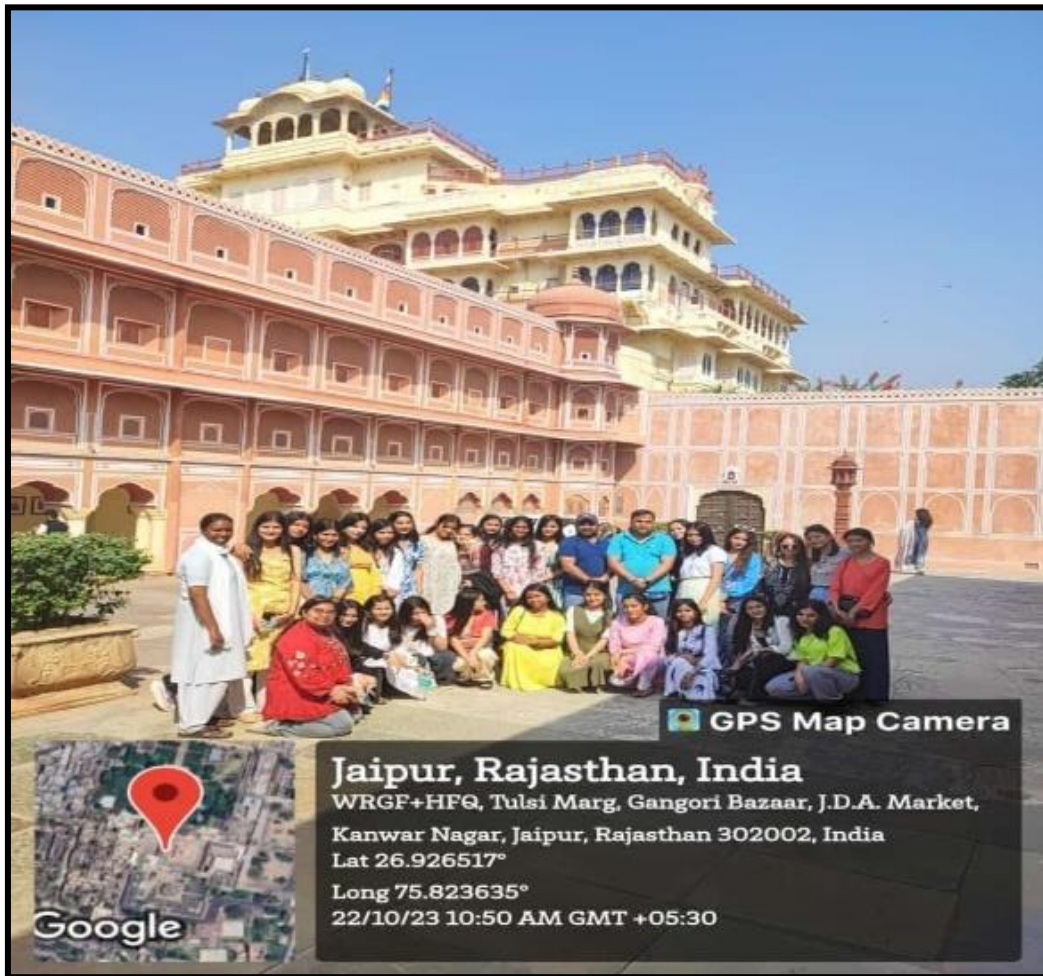 GPS Map Camera
Jaipur, Rajasthan, India
WRGF+HFQ, Tulsi Marg, Gangori Bazaar, J.D.A. Market,
Kanwar Nagar, Jaipur, Rajasthan 302002, India
Lat 26.926517°
Long 75.823635°
22/10/23 10:50 AM GMT +05:30
Google